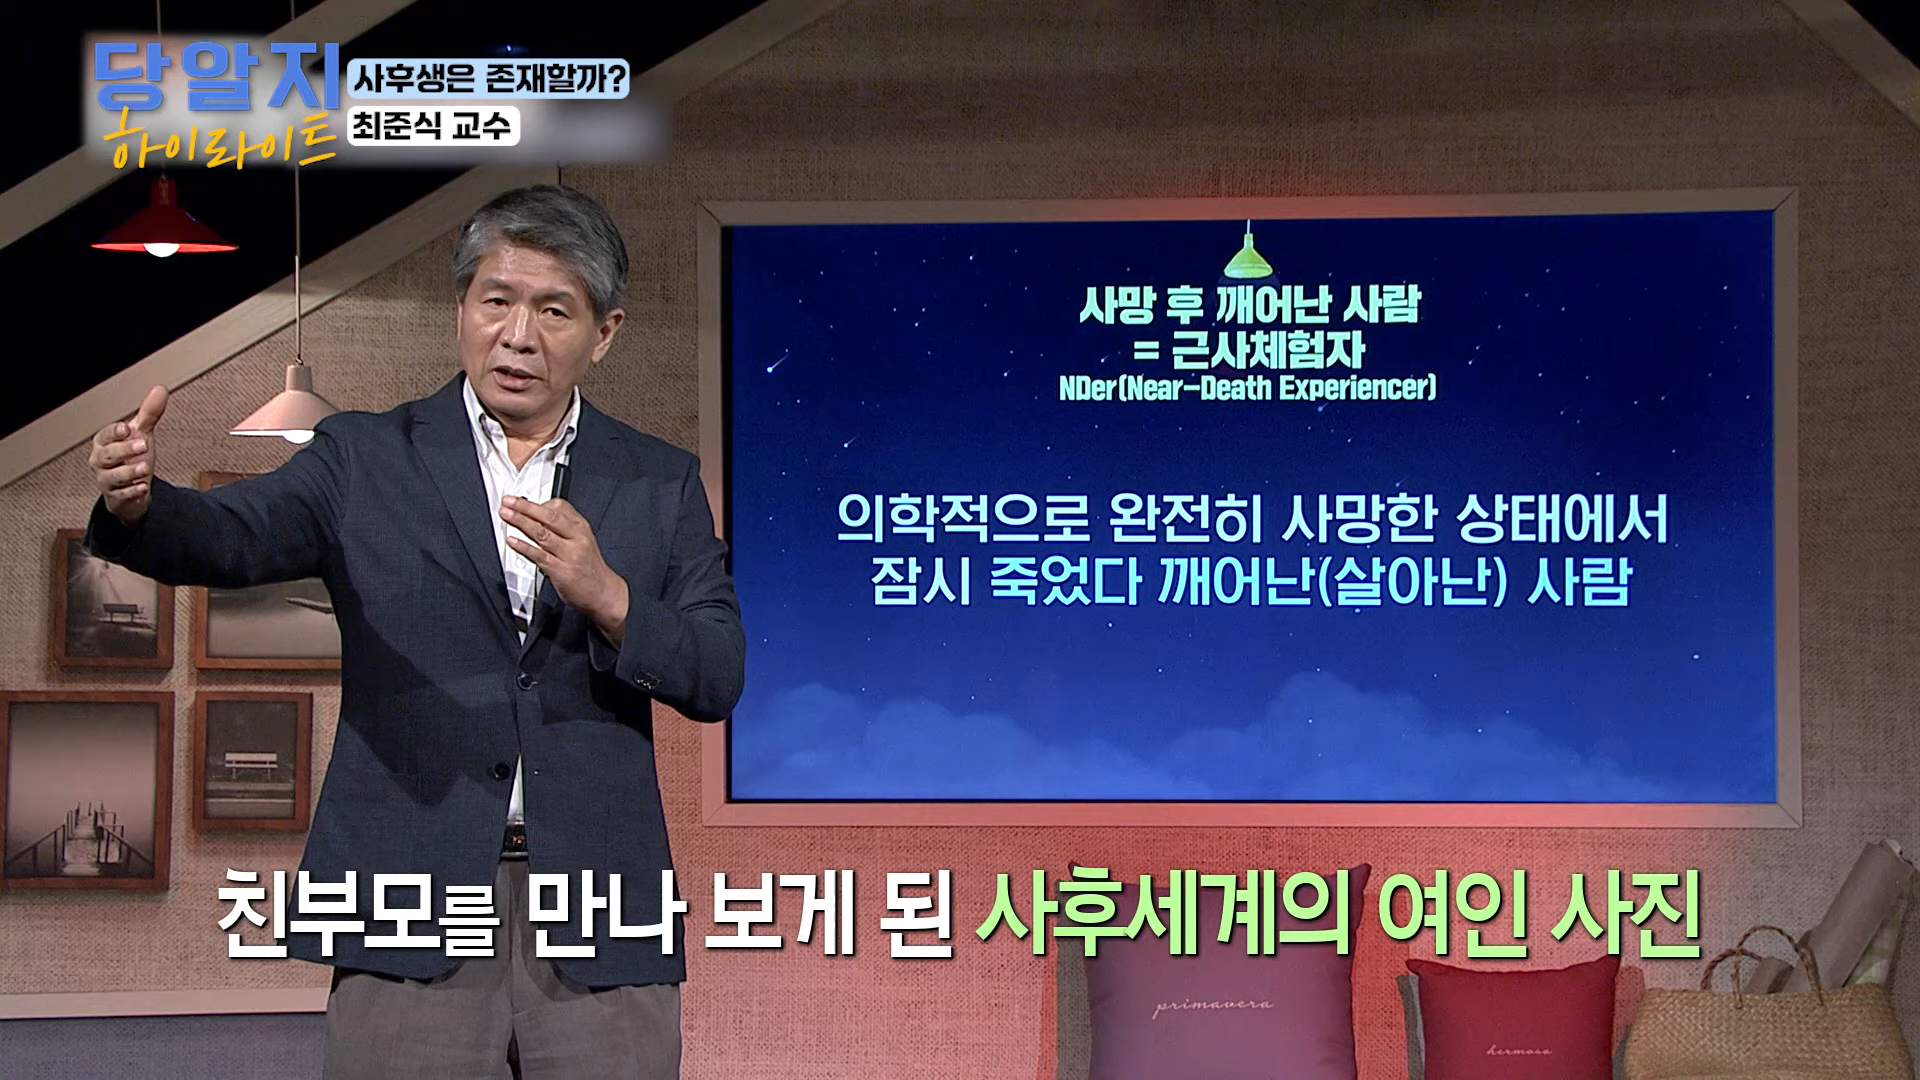 당알지
하이라이트
사후생은 존재할까?
최준식 교수
사망 후 깨어난 사람
= 근사체험자
NDer(Near-Death Experiencer)
의학적으로 완전히 사망한 상태에서
잠시 죽었다 깨어난(살아난) 사람
친부모를 만나 보게 된 사후세계의 여인 사진
primavera
hermosa